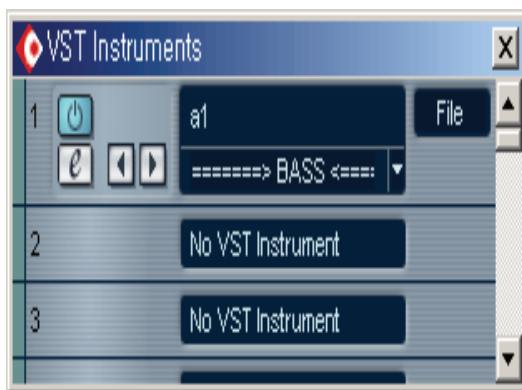 VST Instruments
1 a1 File
e =======> BASS <====
2 No VST Instrument
3 No VST Instrument